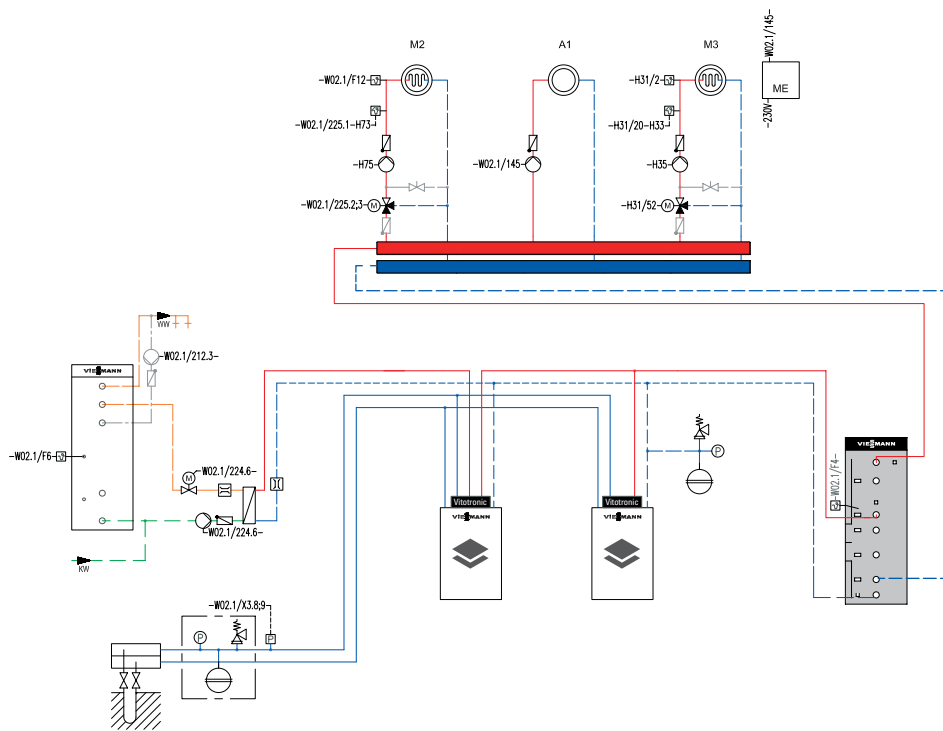 M2
A1
M3
-W02.1/145-
ME
-230V-
-W02.1/F12-
-H31/2-
-W02.1/225.1-H73-
-H31/20-H33-
-H75-
-W02.1/145-
-H35-
-W02.1/225.2;3-
M
-H31/52-
M
WW
-W02.1/212.3-
VIESMANN
-W02.1/F6-
M
-W02.1/224.6-
-W02.1/224.6-
KW
P
Vitotronic
VIESMANN
Vitotronic
VIESMANN
VIESMANN
-W02.1/F4-
-W02.1/X3.8;9-
P
P